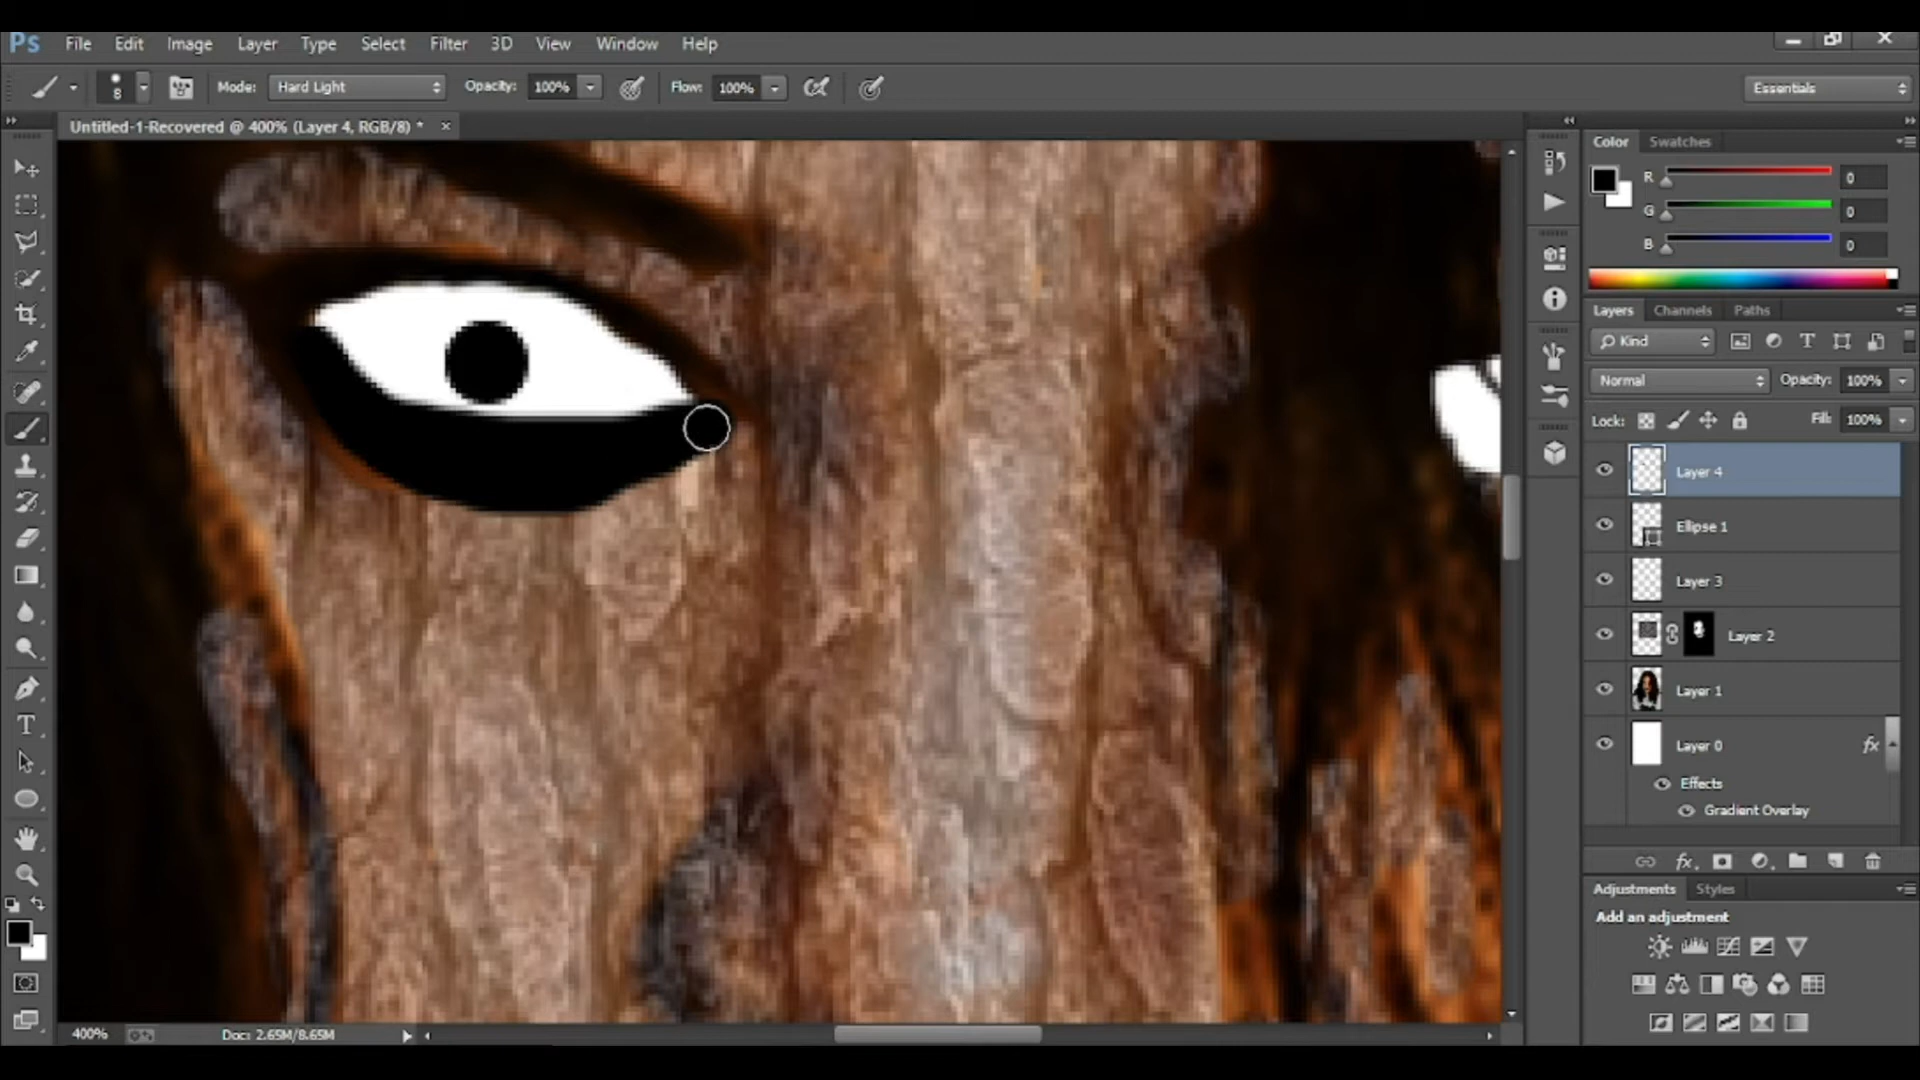 Ps File Edit Image Layer Type Select Filter 3D View Window Help
8 Mode: Hard Light Opacity: 100% Flow: 100% Essentials
Untitled-1-Recovered @ 400% (Layer 4, RGB/8) * ×
Color Swatches
R 0
G 0
B 0
Layers Channels Paths
Kind
Normal Opacity: 100%
Lock: Fill: 100%
Layer 4
Ellipse 1
Layer 3
Layer 2
Layer 1
Layer 0 fx
Effects
Gradient Overlay
fx
Adjustments Styles
Add an adjustment
400% Doc: 2.65M/8.65M